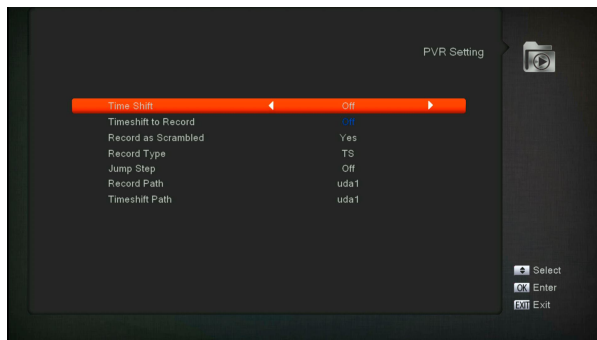 PVR Setting
Time Shift Off
Timeshift to Record Off
Record as Scrambled Yes
Record Type TS
Jump Step Off
Record Path uda1
Timeshift Path uda1
Select
OK Enter
EXIT Exit